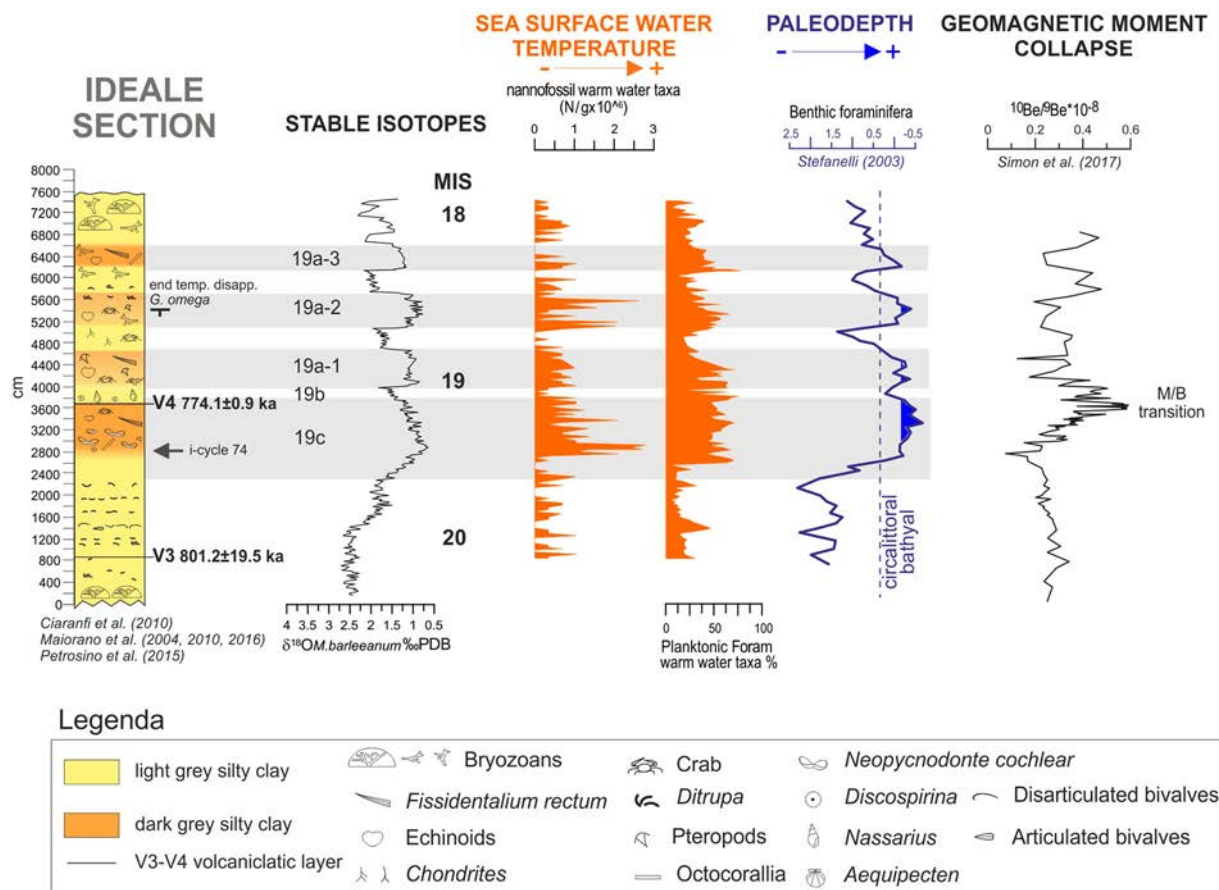 IDEALE
SECTION
STABLE ISOTOPES
MIS
SEA SURFACE WATER
TEMPERATURE
- +
nannofossil warm water taxa
(N/gx10^⁶)
0 1 2 3
PALEODEPTH
- +
Benthic foraminifera
2.5 1.5 0.5 -0.5
Stefanelli (2003)
GEOMAGNETIC MOMENT
COLLAPSE
¹⁰Be/⁹Be*10⁻⁸
0 0.2 0.4 0.6
Simon et al. (2017)
cm
8000
7600
7200
6800
6400
6000
5600
5200
4800
4400
4000
3600
3200
2800
2400
2000
1600
1200
800
400
0
end temp. disapp.
G. omega
V4 774.1±0.9 ka
i-cycle 74
V3 801.2±19.5 ka
18
19a-3
19a-2
19a-1
19
19b
19c
20
circalittoral
bathyal
M/B
transition
Ciaranfi et al. (2010)
Maiorano et al. (2004, 2010, 2016)
Petrosino et al. (2015)
4 3.5 3 2.5 2 1.5 1 0.5
δ¹⁸OM.barleeanum‰PDB
0 50 100
Planktonic Foram
warm water taxa %
Legenda
light grey silty clay
dark grey silty clay
V3-V4 volcaniclatic layer
Bryozoans
Fissidentalium rectum
Echinoids
Chondrites
Crab
Ditrupa
Pteropods
Octocorallia
Neopycnodonte cochlear
Discospirina
Nassarius
Aequipecten
Disarticulated bivalves
Articulated bivalves